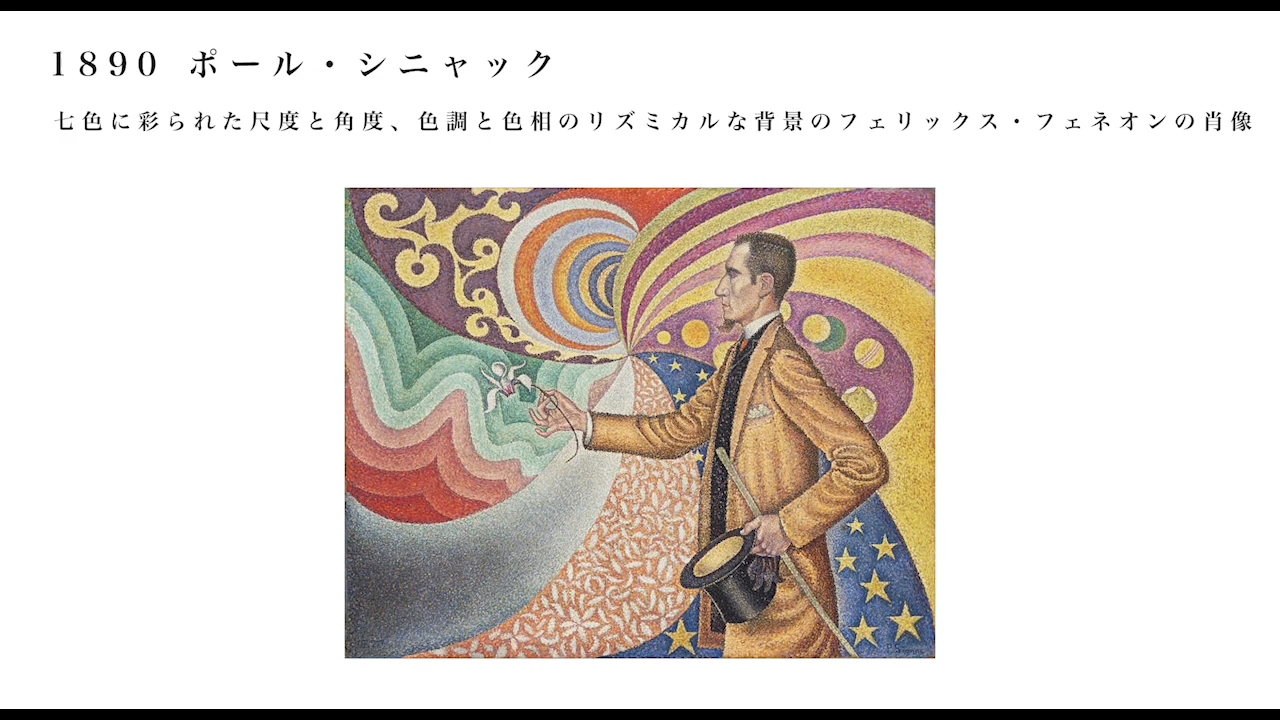 1890 ポール・シニャック
七色に彩られた尺度と角度、色調と色相のリズミカルな背景のフェリックス・フェネオンの肖像